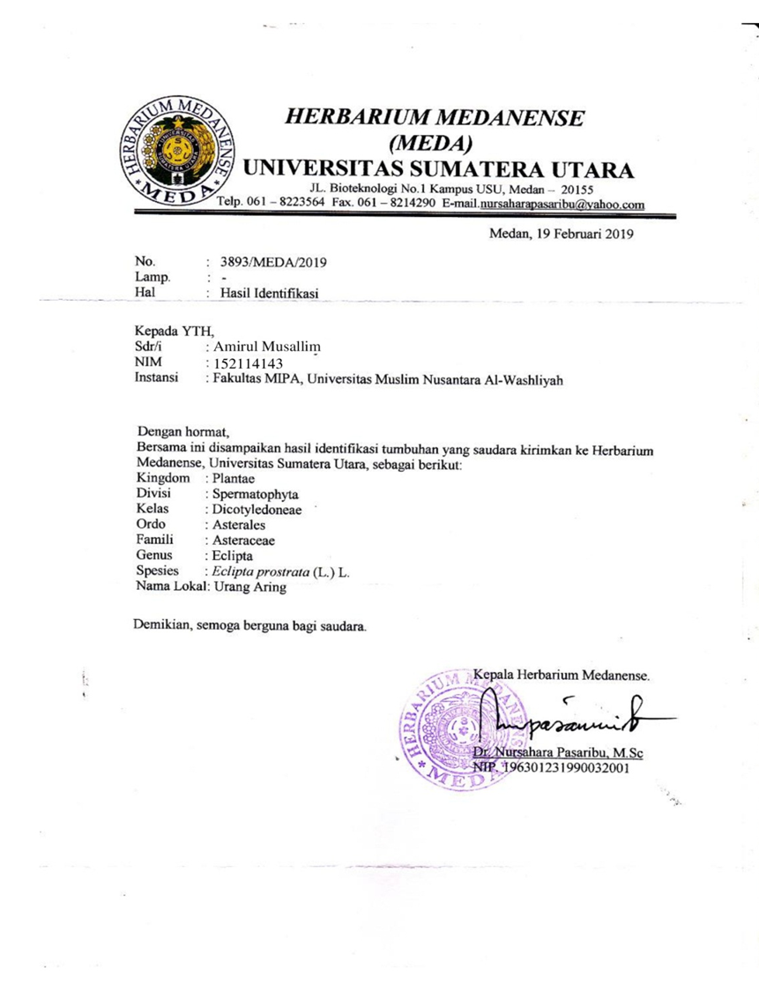 HERBARIUM MEDANENSE
(MEDA)
UNIVERSITAS SUMATERA UTARA
JL. Bioteknologi No.1 Kampus USU, Medan – 20155
Telp. 061 – 8223564 Fax. 061 – 8214290 E-mail.nursaharapasaribu@yahoo.com
HERBARIUM MEDANENSE
* MEDA *
UNIVERSITAS
SUMATERA UTARA
Medan, 19 Februari 2019
No. : 3893/MEDA/2019
Lamp. : -
Hal : Hasil Identifikasi
Kepada YTH,
Sdr/i : Amirul Musallim
NIM : 152114143
Instansi : Fakultas MIPA, Universitas Muslim Nusantara Al-Washliyah
Dengan hormat,
Bersama ini disampaikan hasil identifikasi tumbuhan yang saudara kirimkan ke Herbarium
Medanense, Universitas Sumatera Utara, sebagai berikut:
Kingdom : Plantae
Divisi : Spermatophyta
Kelas : Dicotyledoneae
Ordo : Asterales
Famili : Asteraceae
Genus : Eclipta
Spesies : Eclipta prostrata (L.) L.
Nama Lokal: Urang Aring
Demikian, semoga berguna bagi saudara.
Kepala Herbarium Medanense.
HERBARIUM MEDANENSE
* MEDA *
Dr. Nursahara Pasaribu, M.Sc
NIP. 196301231990032001